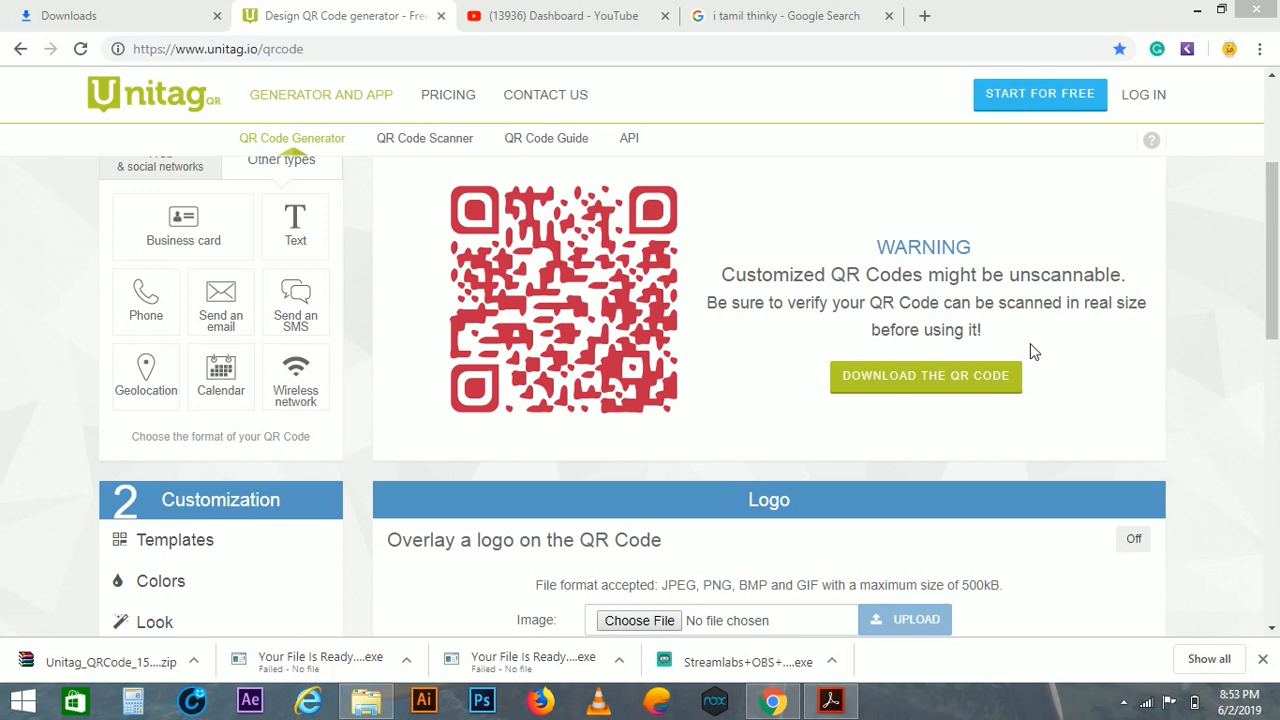 Downloads
Design QR Code generator - Free
(13936) Dashboard - YouTube
i tamil thinky - Google Search
https://www.unitag.io/qrcode
Unitag QR
GENERATOR AND APP
PRICING
CONTACT US
START FOR FREE
LOG IN
QR Code Generator
QR Code Scanner
QR Code Guide
API
?
& social networks
Other types
Business card
Text
Phone
Send an
email
Send an
SMS
Geolocation
Calendar
Wireless
network
Choose the format of your QR Code
WARNING
Customized QR Codes might be unscannable.
Be sure to verify your QR Code can be scanned in real size
before using it!
DOWNLOAD THE QR CODE
2 Customization
Templates
Colors
Look
Logo
Overlay a logo on the QR Code
Off
File format accepted: JPEG, PNG, BMP and GIF with a maximum size of 500kB.
Image:
Choose File No file chosen
UPLOAD
Unitag_QRCode_15....zip
Your File Is Ready....exe
Failed - No file
Your File Is Ready....exe
Failed - No file
Streamlabs+OBS+....exe
Show all
Ae
Ai
Ps
nox
8:53 PM
6/2/2019